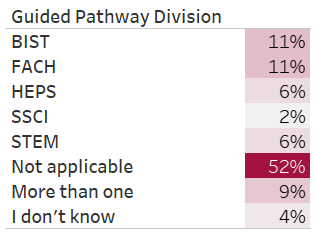 Guided Pathway Division
BIST 11%
FACH 11%
HEPS 6%
SSCI 2%
STEM 6%
Not applicable 52%
More than one 9%
I don't know 4%